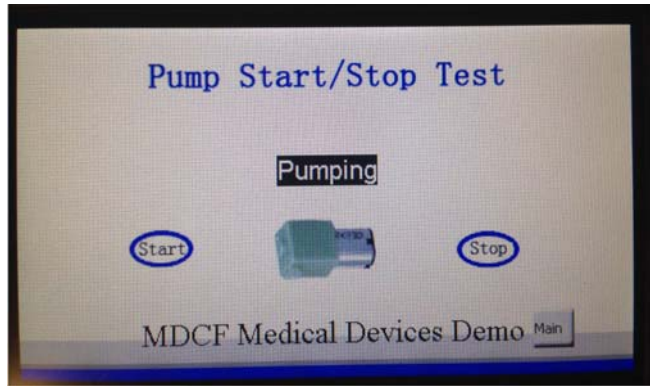 Pump Start/Stop Test
Pumping
Start
Stop
MDCF Medical Devices Demo
Main